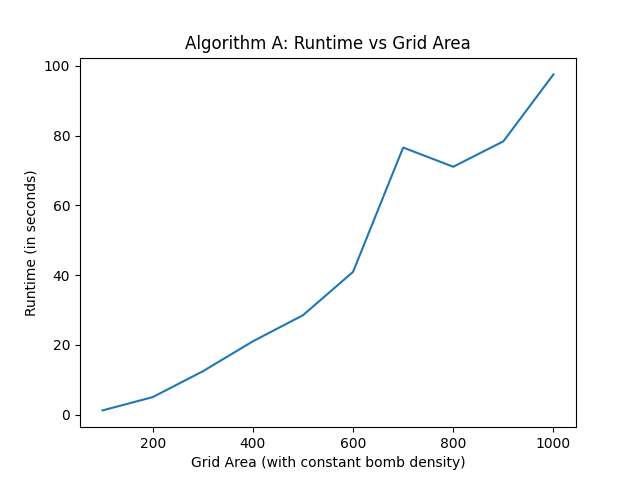 Algorithm A: Runtime vs Grid Area
100
80
60
40
20
0
Runtime (in seconds)
200 400 600 800 1000
Grid Area (with constant bomb density)